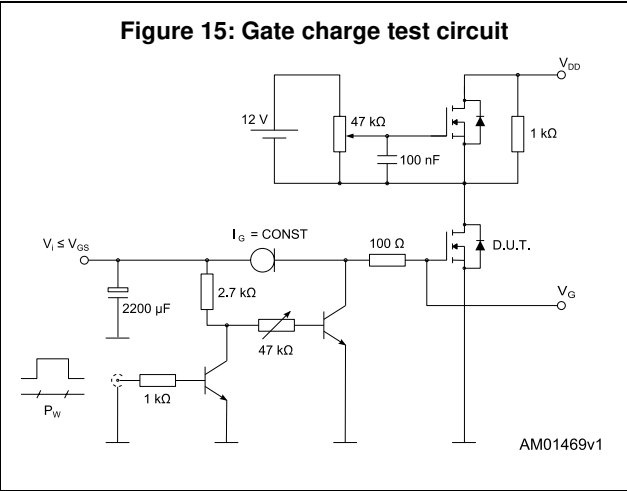 Figure 15: Gate charge test circuit
V_DD
12 V
47 kΩ
1 kΩ
100 nF
V_i ≤ V_GS
I_G = CONST
100 Ω
D.U.T.
2.7 kΩ
2200 μF
V_G
47 kΩ
1 kΩ
P_W
AM01469v1